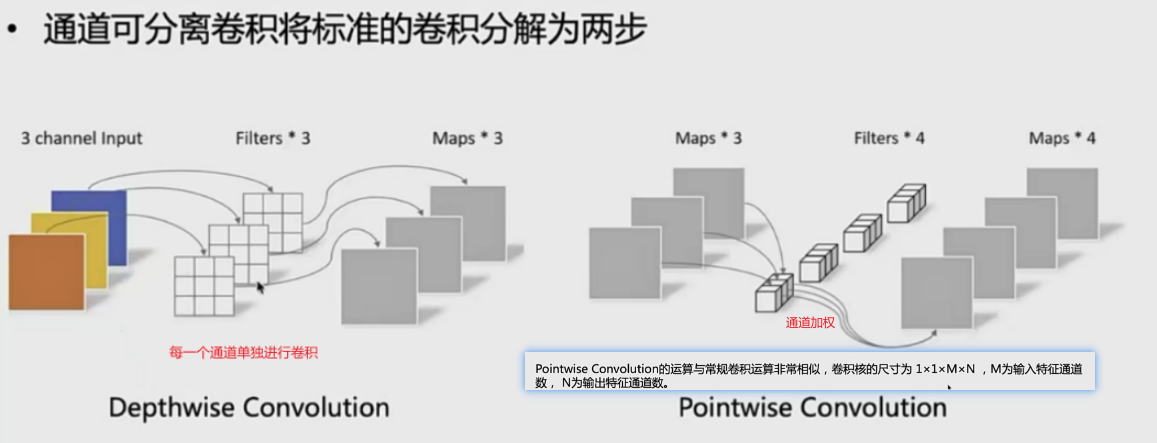 • 通道可分离卷积将标准的卷积分解为两步
3 channel Input
Filters * 3
Maps * 3
Maps * 3
Filters * 4
Maps * 4
通道加权
每一个通道单独进行卷积
Pointwise Convolution的运算与常规卷积运算非常相似，卷积核的尺寸为 1×1×M×N ，M为输入特征通道
数， N为输出特征通道数。
Depthwise Convolution
Pointwise Convolution